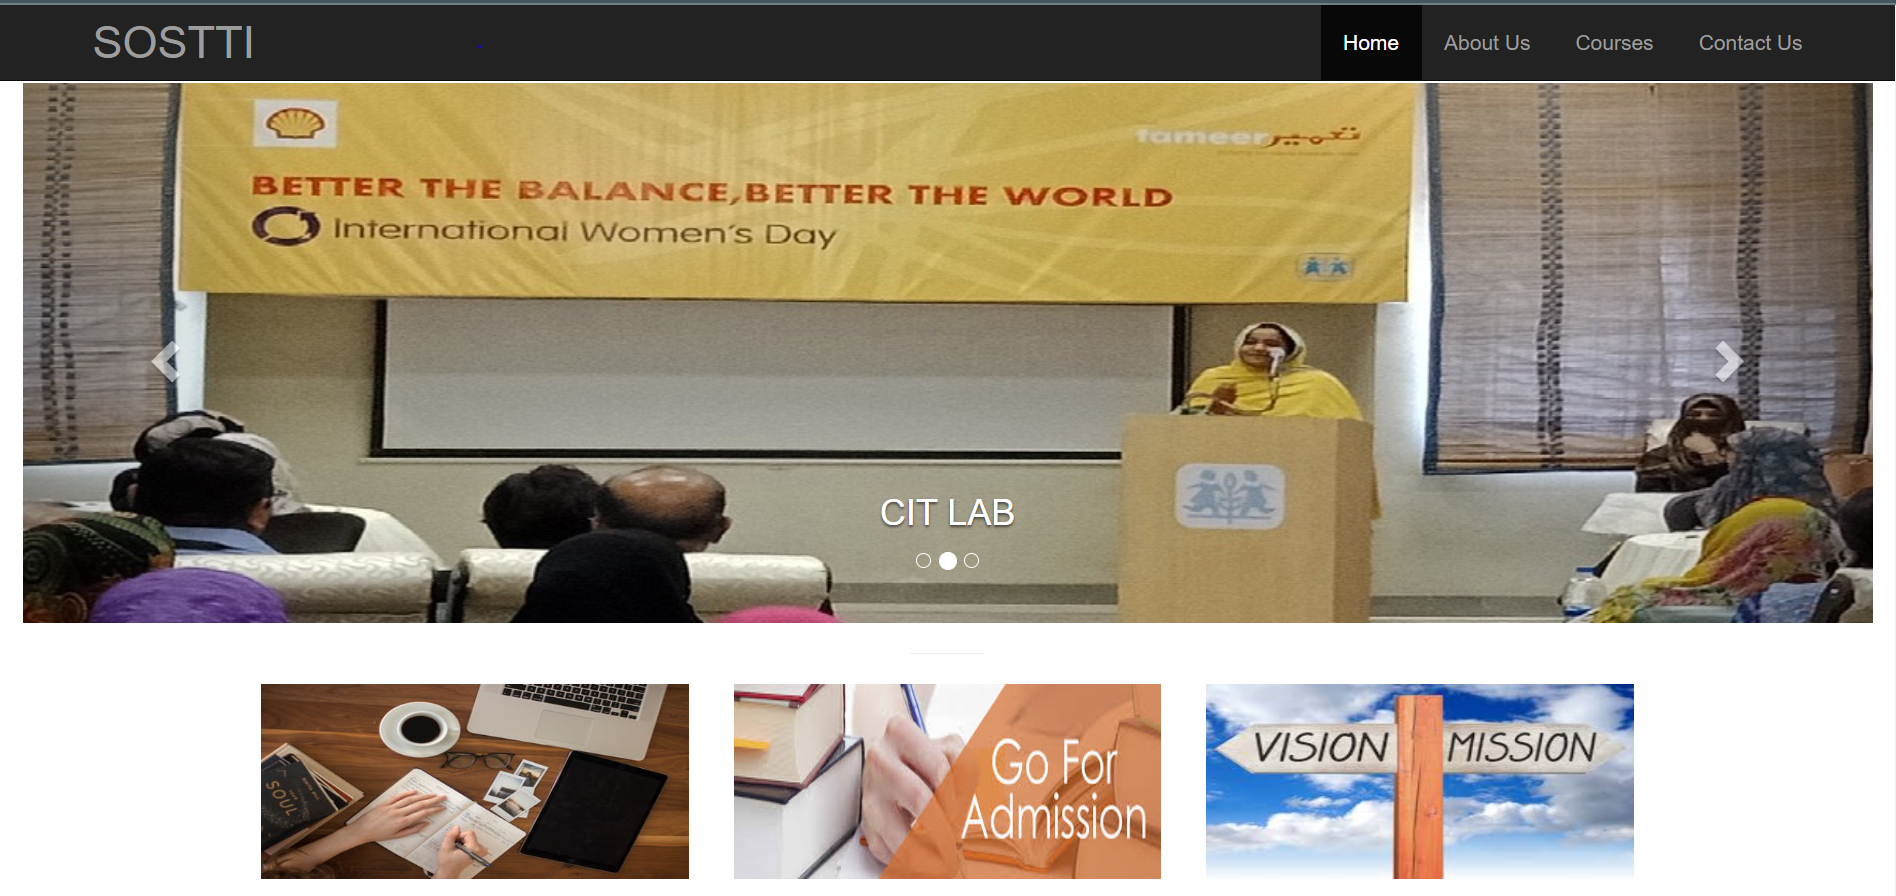 SOSTTI
Home About Us Courses Contact Us
tameer تعمیر
BETTER THE BALANCE,BETTER THE WORLD
International Women's Day
CIT LAB
SOUL
Go For
Admission
VISION MISSION